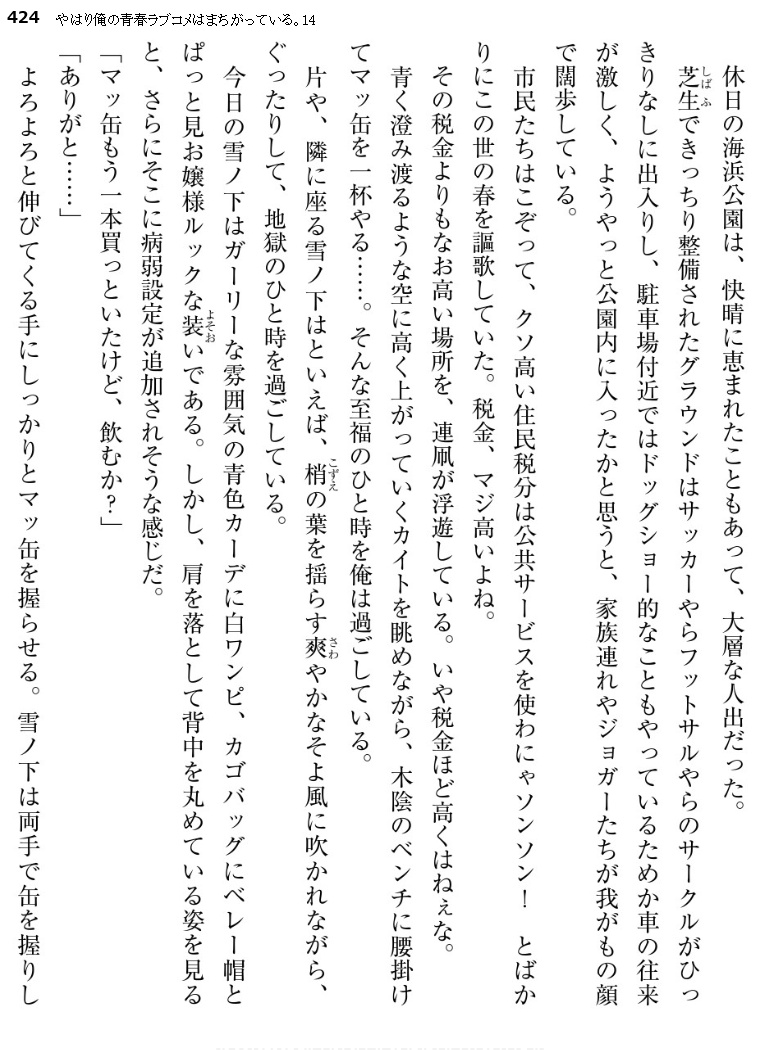 424 やはり俺の青春ラブコメはまちがっている。14
休日の海浜公園は、快晴に恵まれたこともあって、大層な人出だった。
芝生できっちり整備されたグラウンドはサッカーやらフットサルやらのサークルがひっ
きりなしに出入りし、駐車場付近ではドッグショー的なこともやっているためか車の往来
が激しく、ようやっと公園内に入ったかと思うと、家族連れやジョガーたちが我がもの顔
で闊歩している。
市民たちはこぞって、クソ高い住民税分は公共サービスを使わにゃソンソン！　とばか
りにこの世の春を謳歌していた。税金、マジ高いよね。
その税金よりもなお高い場所を、連凧が浮遊している。いや税金ほど高くはねぇな。
青く澄み渡るような空に高く上がっていくカイトを眺めながら、木陰のベンチに腰掛け
てマッ缶を一杯やる……。そんな至福のひと時を俺は過ごしている。
片や、隣に座る雪ノ下はといえば、梢の葉を揺らす爽やかなそよ風に吹かれながら、
ぐったりして、地獄のひと時を過ごしている。
今日の雪ノ下はガーリーな雰囲気の青色カーデに白ワンピ、カゴバッグにベレー帽と
ぱっと見お嬢様ルックな装いである。しかし、肩を落として背中を丸めている姿を見る
と、さらにそこに病弱設定が追加されそうな感じだ。
「マッ缶もう一本買っといたけど、飲むか？」
「ありがと……」
よろよろと伸びてくる手にしっかりとマッ缶を握らせる。雪ノ下は両手で缶を握りし